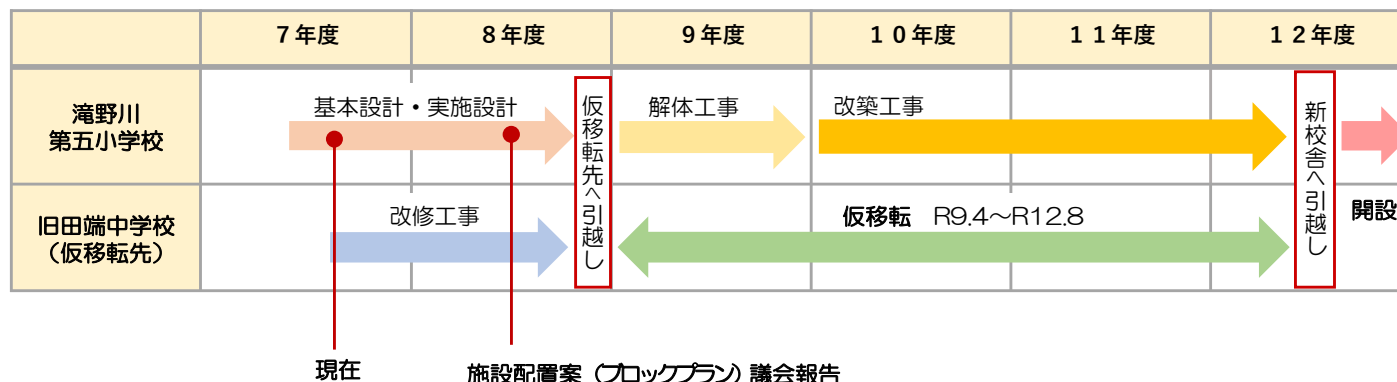 7年度
8年度
9年度
10年度
11年度
12年度
滝野川
第五小学校
基本設計・実施設計
仮移転先へ引越し
解体工事
改築工事
新校舎へ引越し
旧田端中学校
(仮移転先)
改修工事
仮移転 R9.4～R12.8
開設
現在
施設配置案(ブロックプラン)議会報告